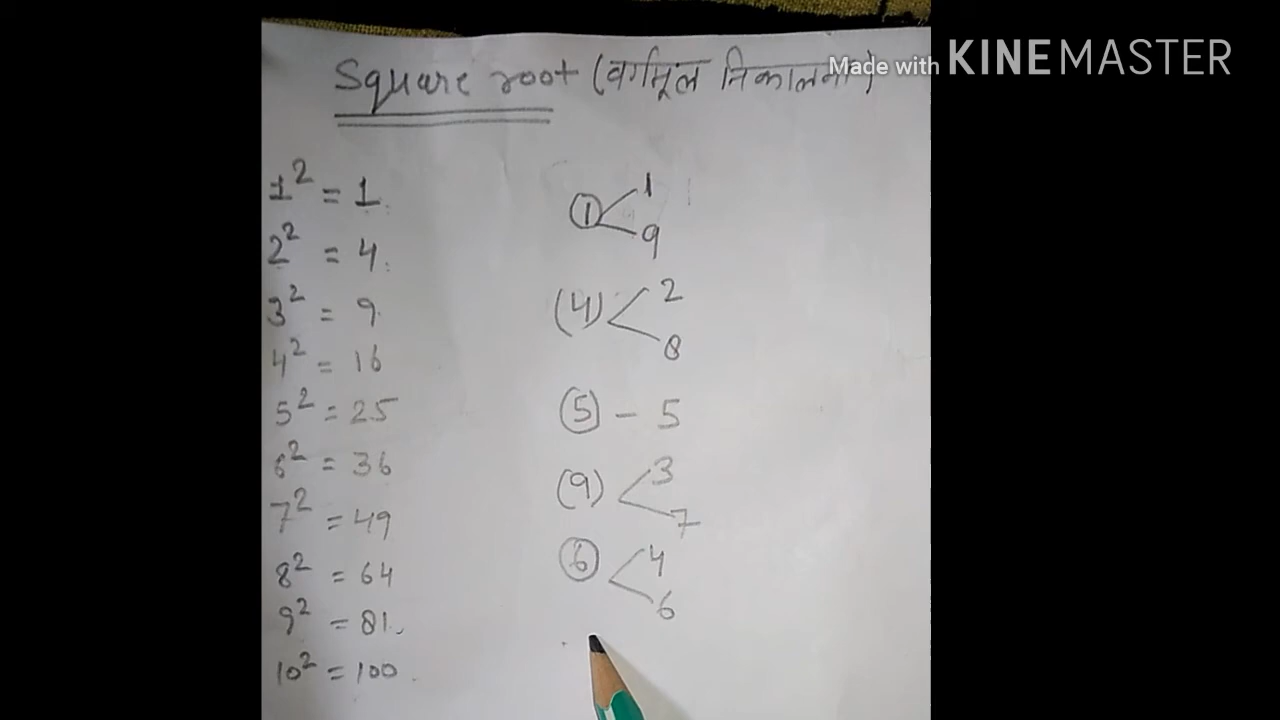 Made with KINEMASTER
Square root (वर्गमूल निकालना)
1² = 1
2² = 4
3² = 9
4² = 16
5² = 25
6² = 36
7² = 49
8² = 64
9² = 81
10² = 100
1 < 1
9
(4) < 2
8
5 - 5
(9) < 3
7
6 < 4
6